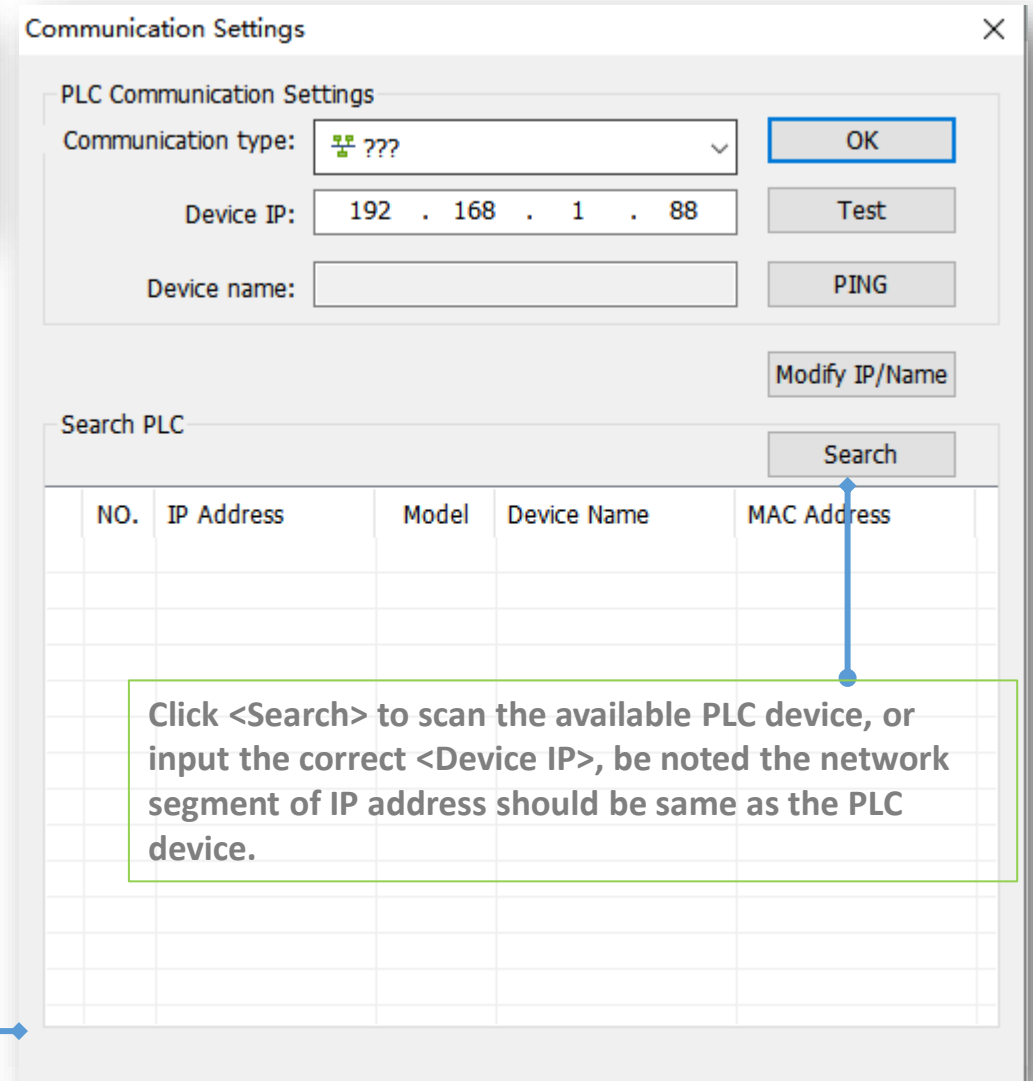 Communication Settings
PLC Communication Settings
Communication type: ??? OK
Device IP: 192 . 168 . 1 . 88 Test
Device name: PING
Modify IP/Name
Search PLC
Search
NO. IP Address Model Device Name MAC Address
Click <Search> to scan the available PLC device, or
input the correct <Device IP>, be noted the network
segment of IP address should be same as the PLC
device.